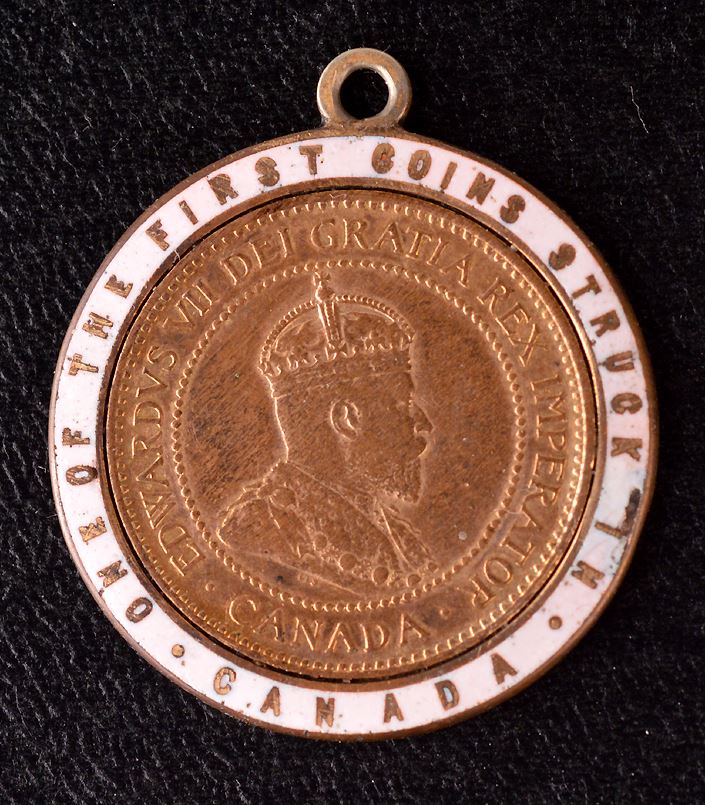 ONE OF THE FIRST COINS STRUCK IN
· CANADA ·
EDWARDVS VII DEI GRATIA REX IMPERATOR
· CANADA ·